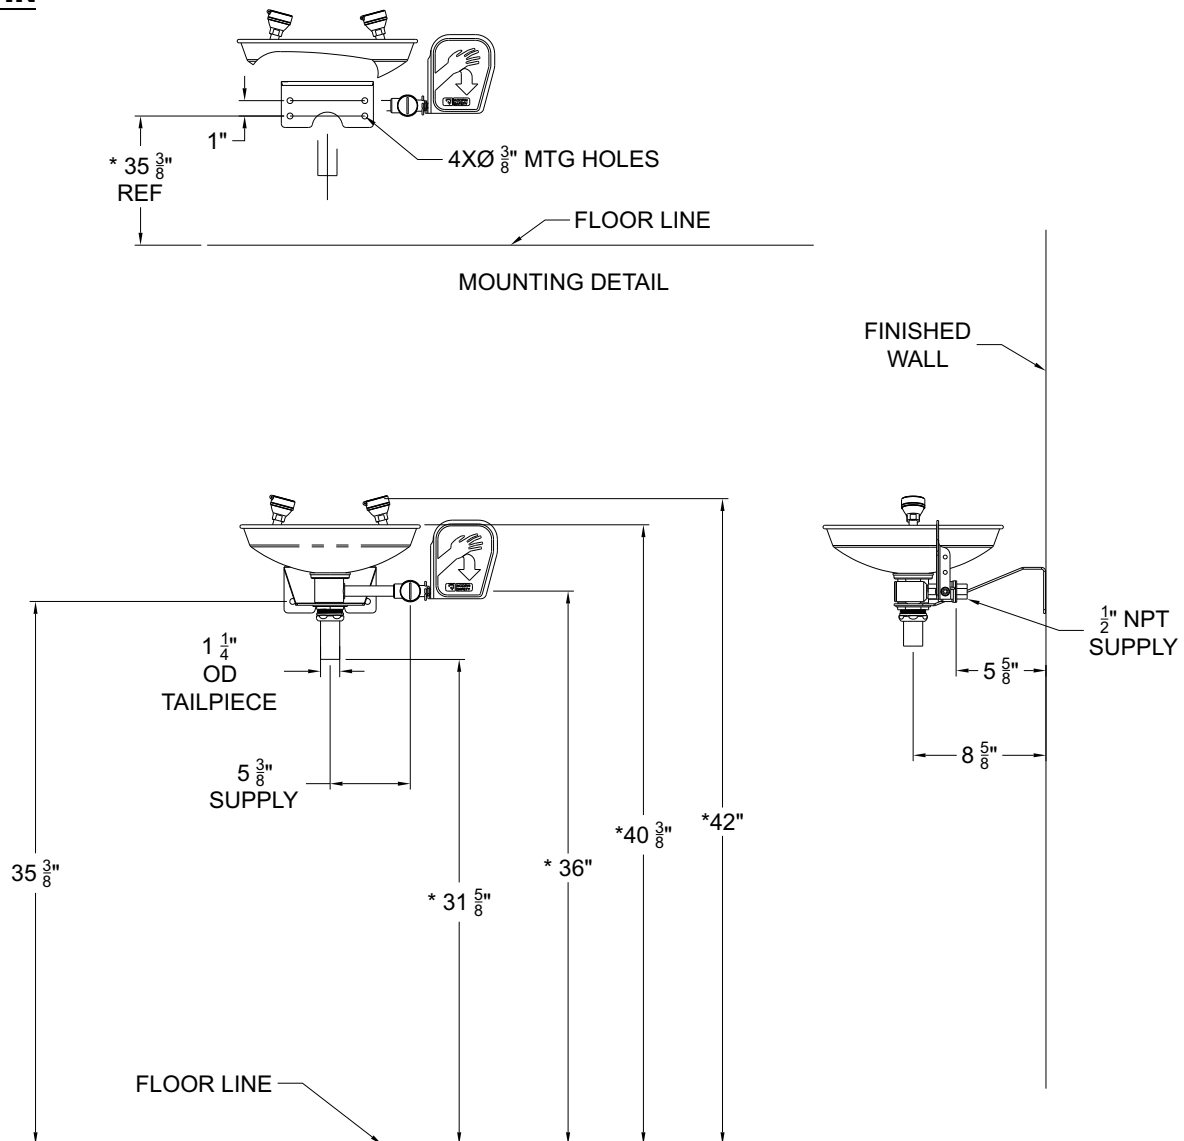 1"
* 35 3/8"
REF
4XØ 3/8" MTG HOLES
FLOOR LINE
MOUNTING DETAIL
FINISHED
WALL
1/2" NPT
SUPPLY
1 1/4"
OD
TAILPIECE
5 5/8"
8 5/8"
5 3/8"
SUPPLY
*42"
*40 3/8"
* 36"
35 3/8"
* 31 5/8"
FLOOR LINE